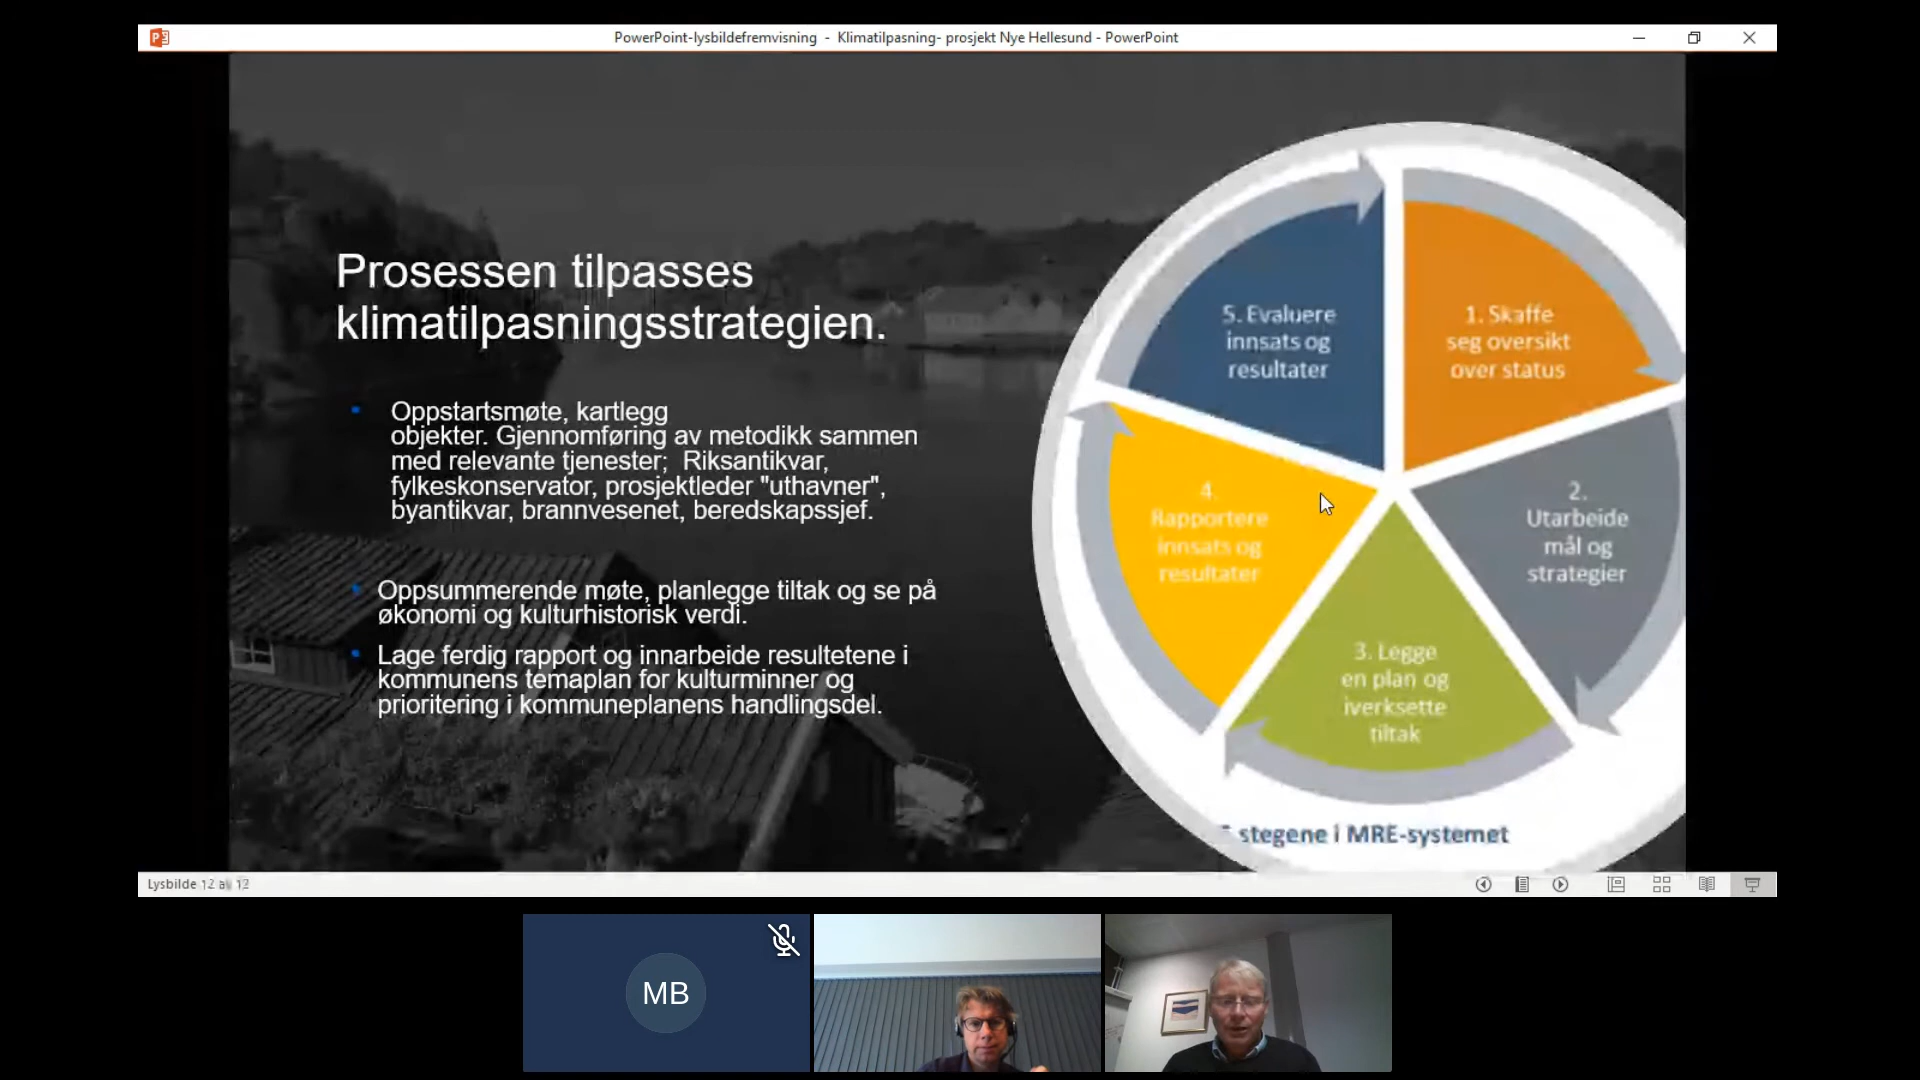 PowerPoint-lysbildefremvisning - Klimatilpasning- prosjekt Nye Hellesund - PowerPoint
Prosessen tilpasses
klimatilpasningsstrategien.
Oppstartsmøte, kartlegg
objekter. Gjennomføring av metodikk sammen
med relevante tjenester; Riksantikvar,
fylkeskonservator, prosjektleder "uthavner",
byantikvar, brannvesenet, beredskapssjef.
Oppsummerende møte, planlegge tiltak og se på
økonomi og kulturhistorisk verdi.
Lage ferdig rapport og innarbeide resultetene i
kommunens temaplan for kulturminner og
prioritering i kommuneplanens handlingsdel.
5. Evaluere
innsats og
resultater
1. Skaffe
seg oversikt
over status
4.
Rapportere
innsats og
resultater
2.
Utarbeide
mål og
strategier
3. Legge
en plan og
iverksette
tiltak
stegene i MRE-systemet
Lysbilde 12 av 12
MB